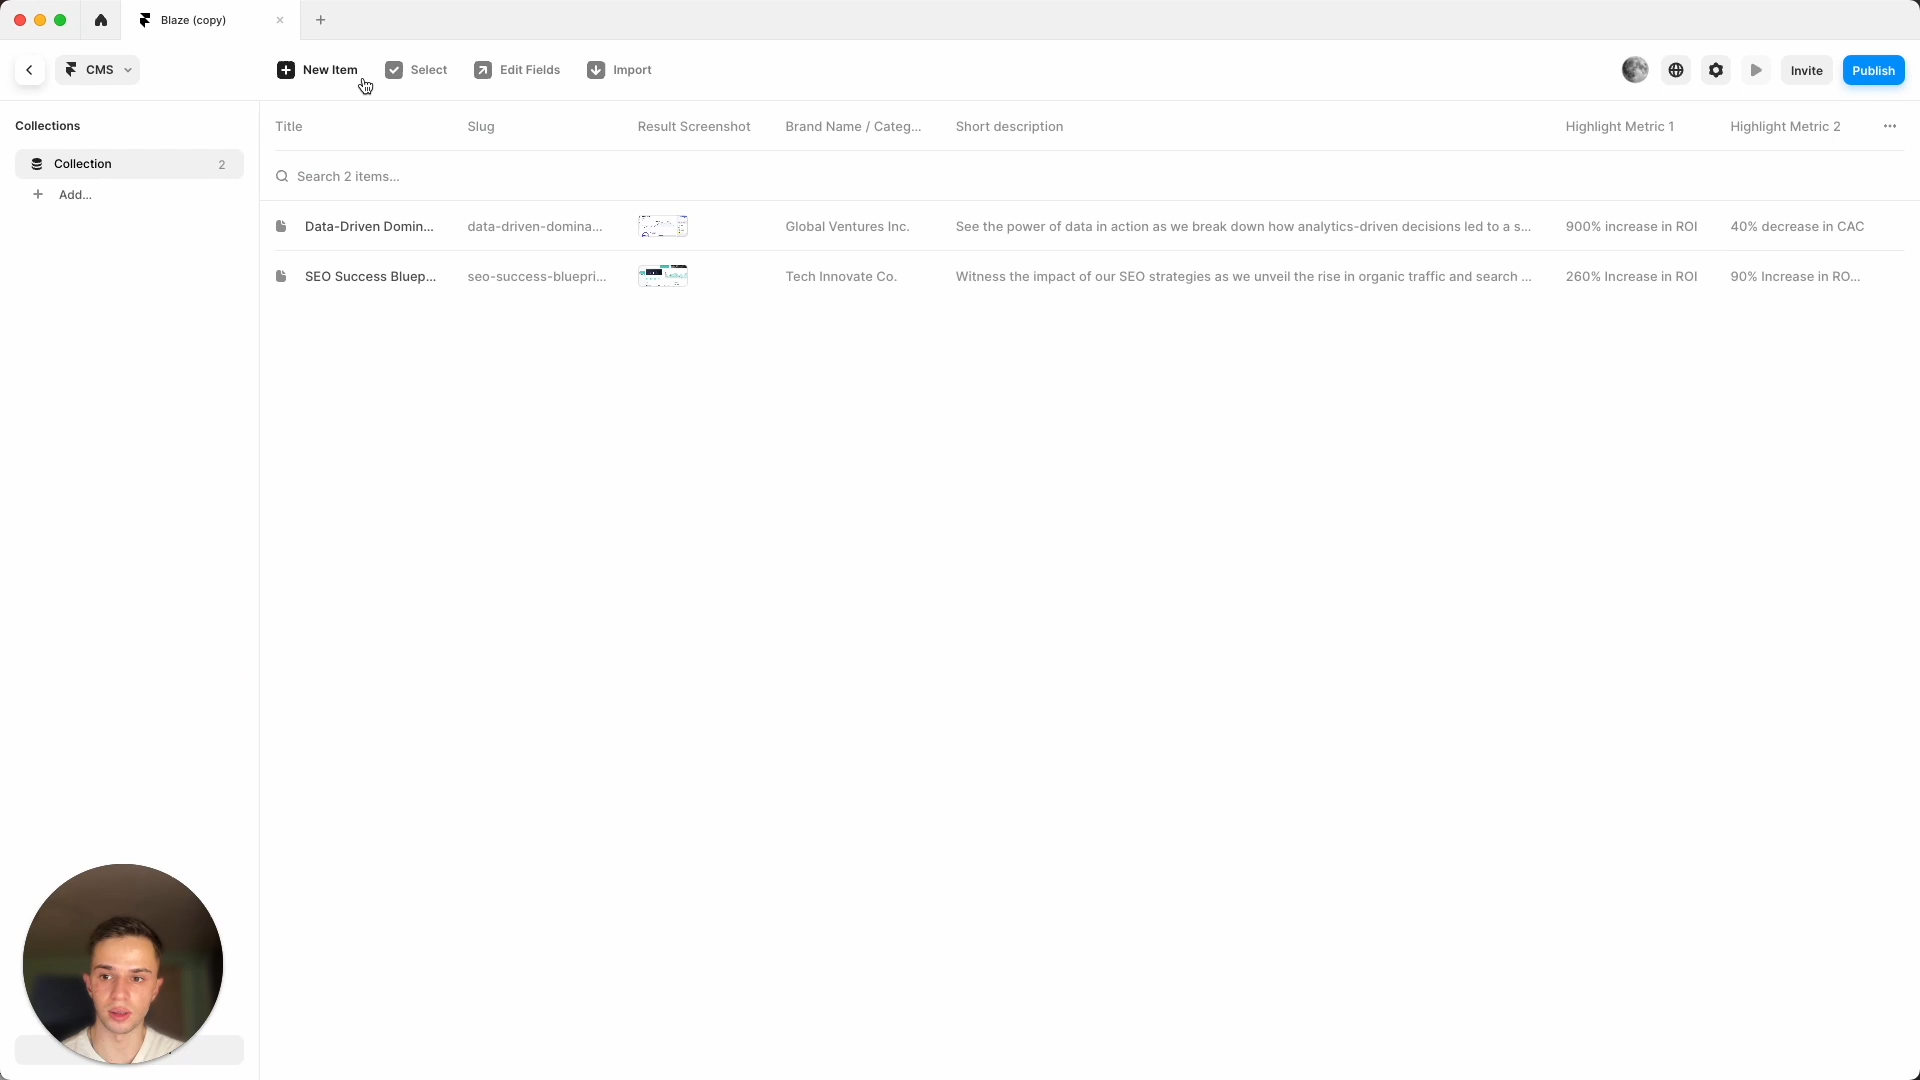 Blaze (copy)
CMS
New Item
Select
Edit Fields
Import
Invite
Publish
Collections
Collection 2
Add...
Title Slug Result Screenshot Brand Name / Categ... Short description Highlight Metric 1 Highlight Metric 2
Search 2 items...
Data-Driven Domin... data-driven-domina... Global Ventures Inc. See the power of data in action as we break down how analytics-driven decisions led to a s... 900% increase in ROI 40% decrease in CAC
SEO Success Bluep... seo-success-bluepri... Tech Innovate Co. Witness the impact of our SEO strategies as we unveil the rise in organic traffic and search ... 260% Increase in ROI 90% Increase in RO...